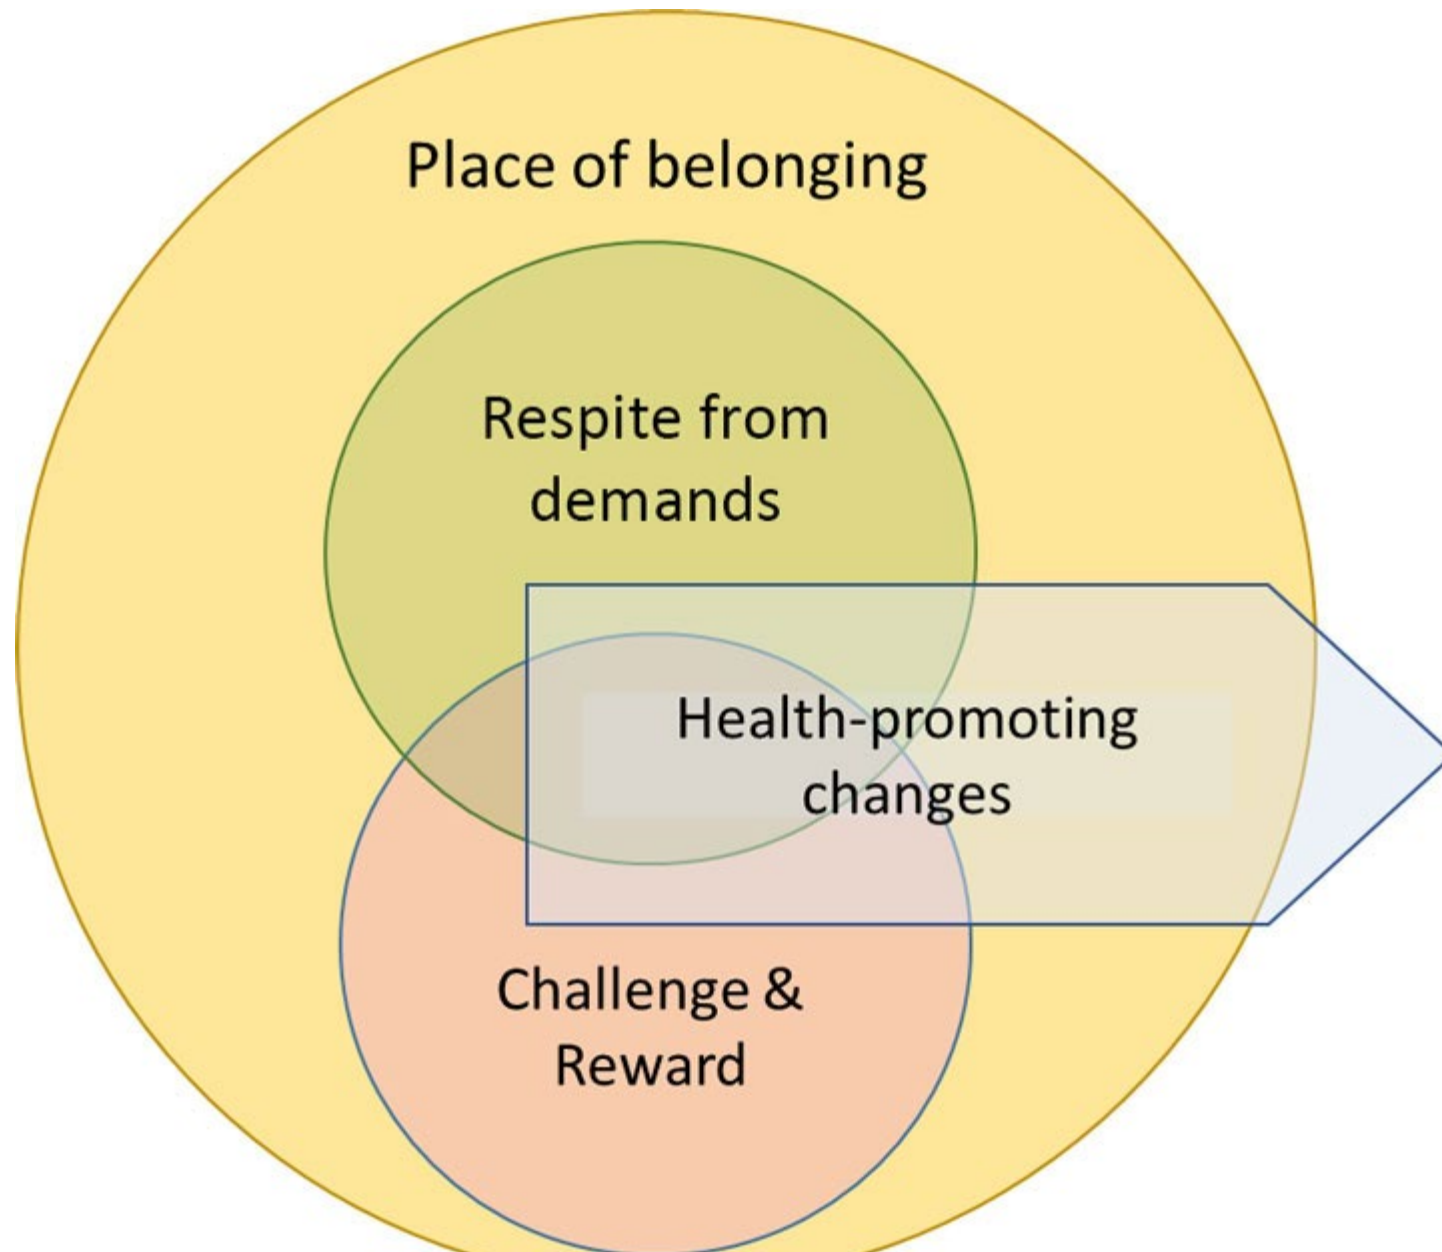 Place of belonging
Respite from
demands
Health-promoting
changes
Challenge &
Reward